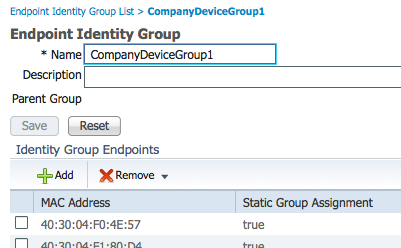 Endpoint Identity Group List > CompanyDeviceGroup1
Endpoint Identity Group
* Name CompanyDeviceGroup1
Description
Parent Group
Save Reset
Identity Group Endpoints
Add Remove
MAC Address Static Group Assignment
40:30:04:F0:4E:57 true
40:30:04:F1:80:D4 true